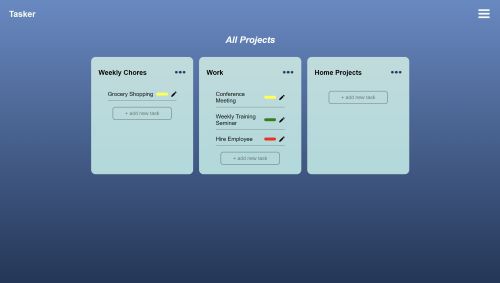 Tasker
All Projects
Weekly Chores
Grocery Shopping
+ add new task
Work
Conference
Meeting
Weekly Training
Seminar
Hire Employee
+ add new task
Home Projects
+ add new task